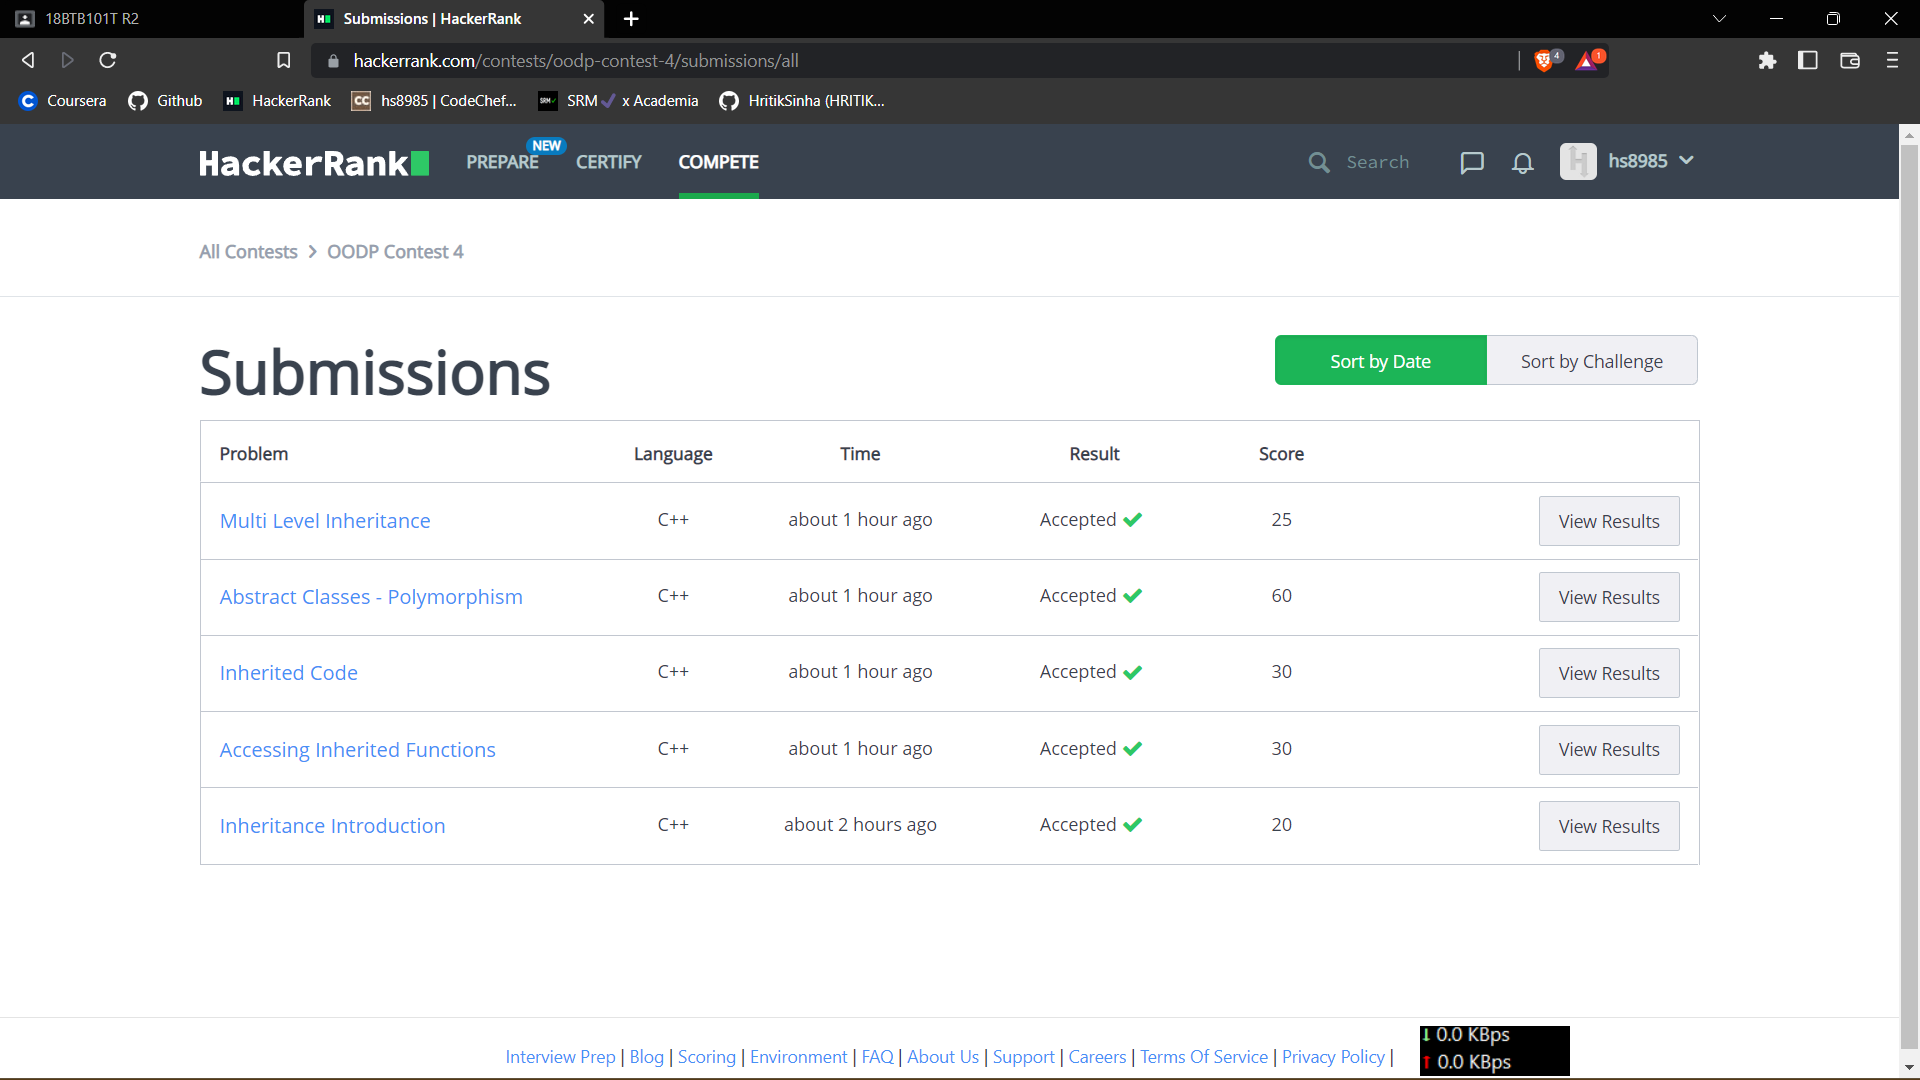 18BTB101T R2
Submissions | HackerRank
hackerrank.com/contests/oodp-contest-4/submissions/all
4
1
Coursera
Github
HackerRank
hs8985 | CodeChef...
SRM x Academia
HritikSinha (HRITIK...
HackerRank
PREPARE
NEW
CERTIFY
COMPETE
Search
hs8985
All Contests > OODP Contest 4
Submissions
Sort by Date
Sort by Challenge
Problem Language Time Result Score
Multi Level Inheritance C++ about 1 hour ago Accepted 25 View Results
Abstract Classes - Polymorphism C++ about 1 hour ago Accepted 60 View Results
Inherited Code C++ about 1 hour ago Accepted 30 View Results
Accessing Inherited Functions C++ about 1 hour ago Accepted 30 View Results
Inheritance Introduction C++ about 2 hours ago Accepted 20 View Results
Interview Prep | Blog | Scoring | Environment | FAQ | About Us | Support | Careers | Terms Of Service | Privacy Policy |
↓ 0.0 KBps
↑ 0.0 KBps